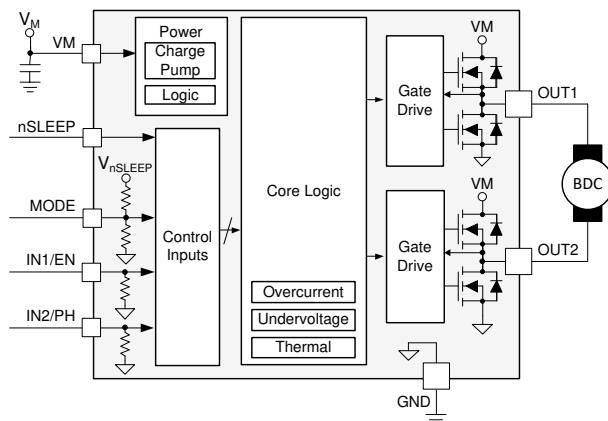 VM
VM
Power
Charge
Pump
Logic
nSLEEP
VnSLEEP
MODE
IN1/EN
IN2/PH
Control
Inputs
Core Logic
Overcurrent
Undervoltage
Thermal
VM
Gate
Drive
OUT1
BDC
VM
Gate
Drive
OUT2
GND